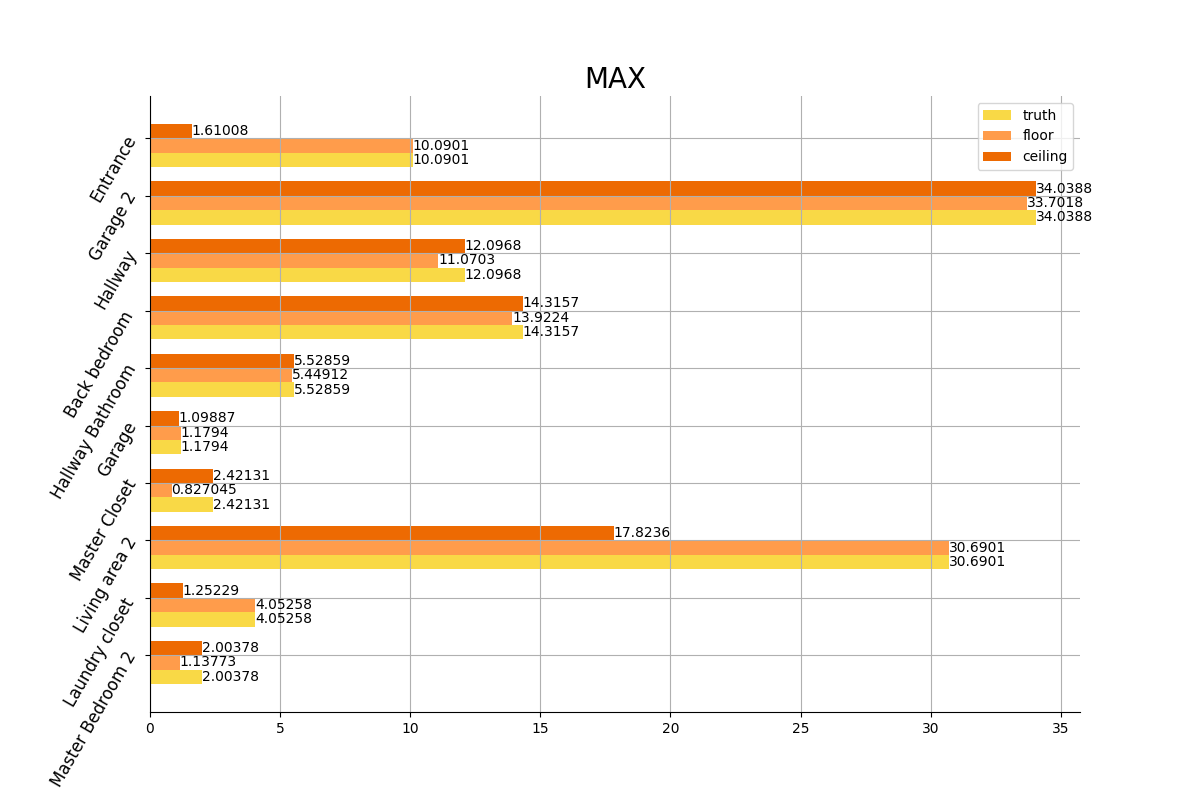 MAX
truth
floor
ceiling
Entrance
1.61008
10.0901
10.0901
Garage 2
34.0388
33.7018
34.0388
Hallway
12.0968
11.0703
12.0968
Back bedroom
14.3157
13.9224
14.3157
Hallway Bathroom
5.52859
5.44912
5.52859
Garage
1.09887
1.1794
1.1794
Master Closet
2.42131
0.827045
2.42131
Living area 2
17.8236
30.6901
30.6901
Laundry closet
1.25229
4.05258
4.05258
Master Bedroom 2
2.00378
1.13773
2.00378
0 5 10 15 20 25 30 35